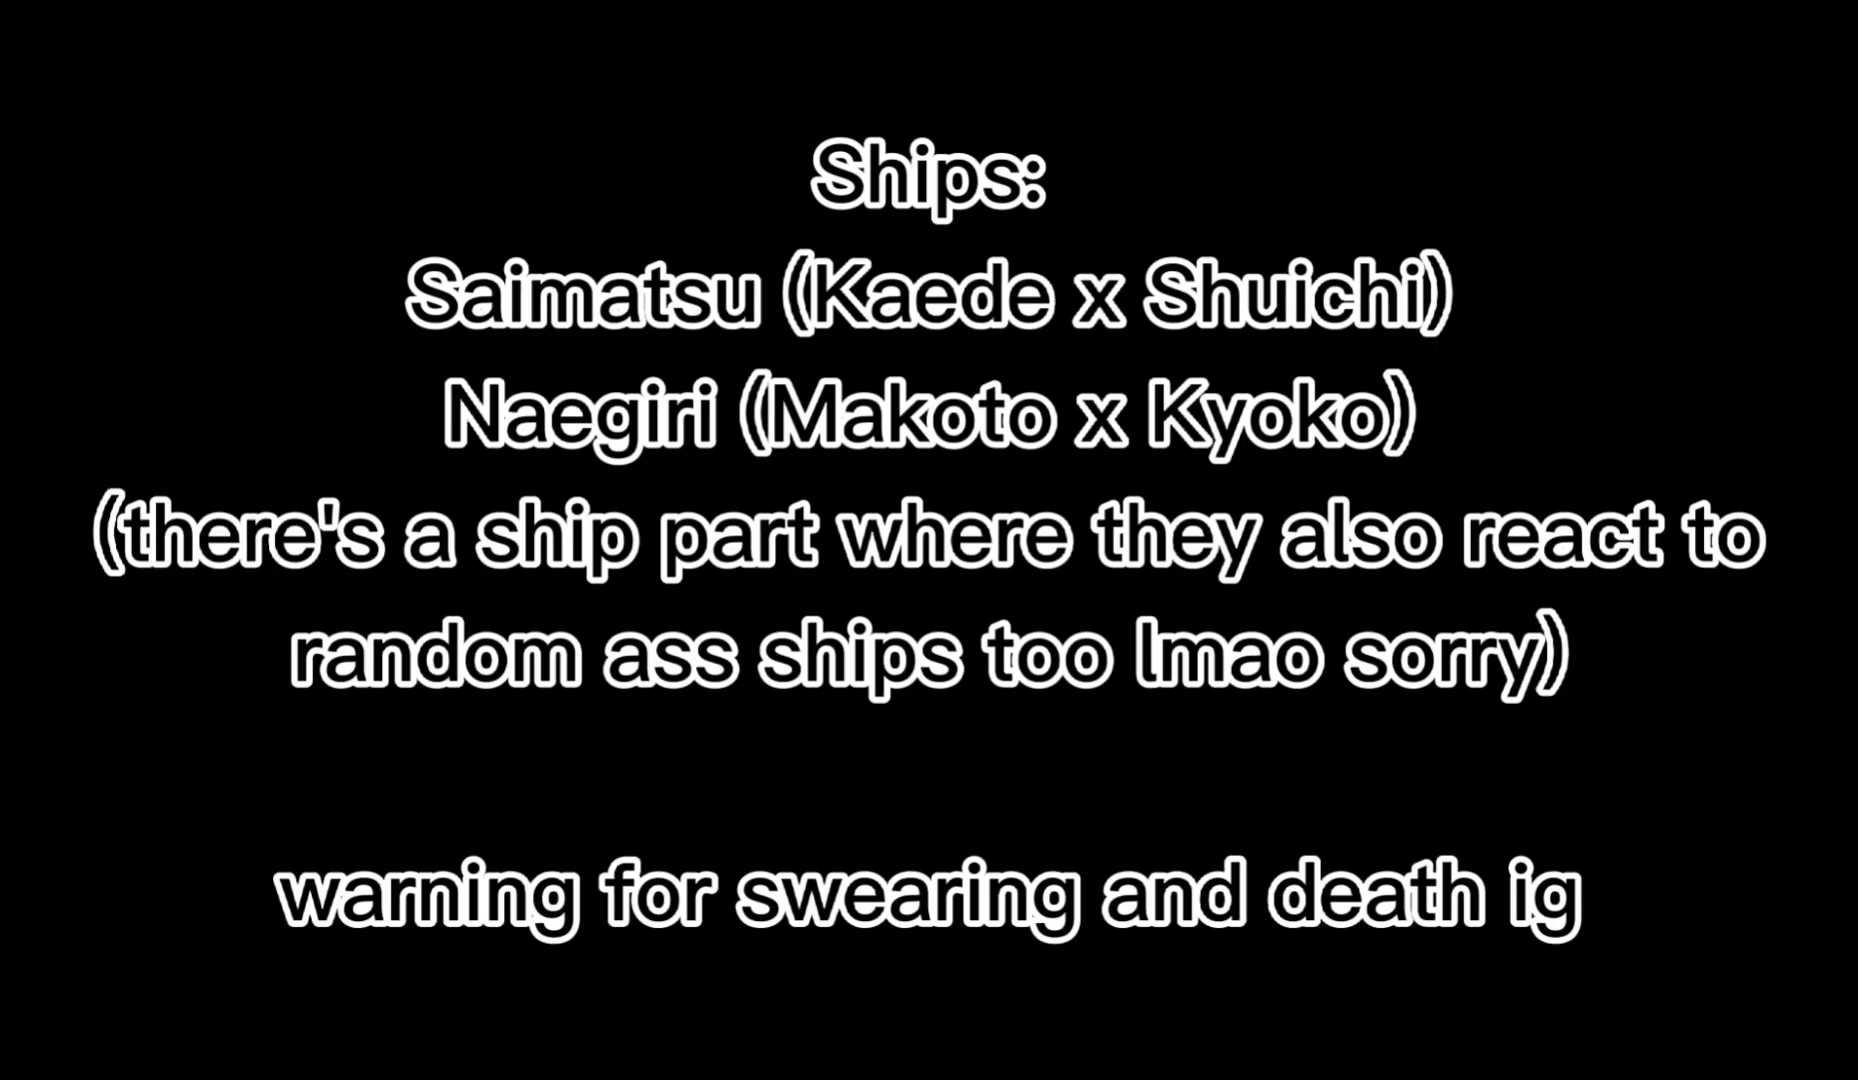 Ships:
Saimatsu (Kaede x Shuichi)
Naegiri (Makoto x Kyoko)
(there's a ship part where they also react to
random ass ships too lmao sorry)
warning for swearing and death ig